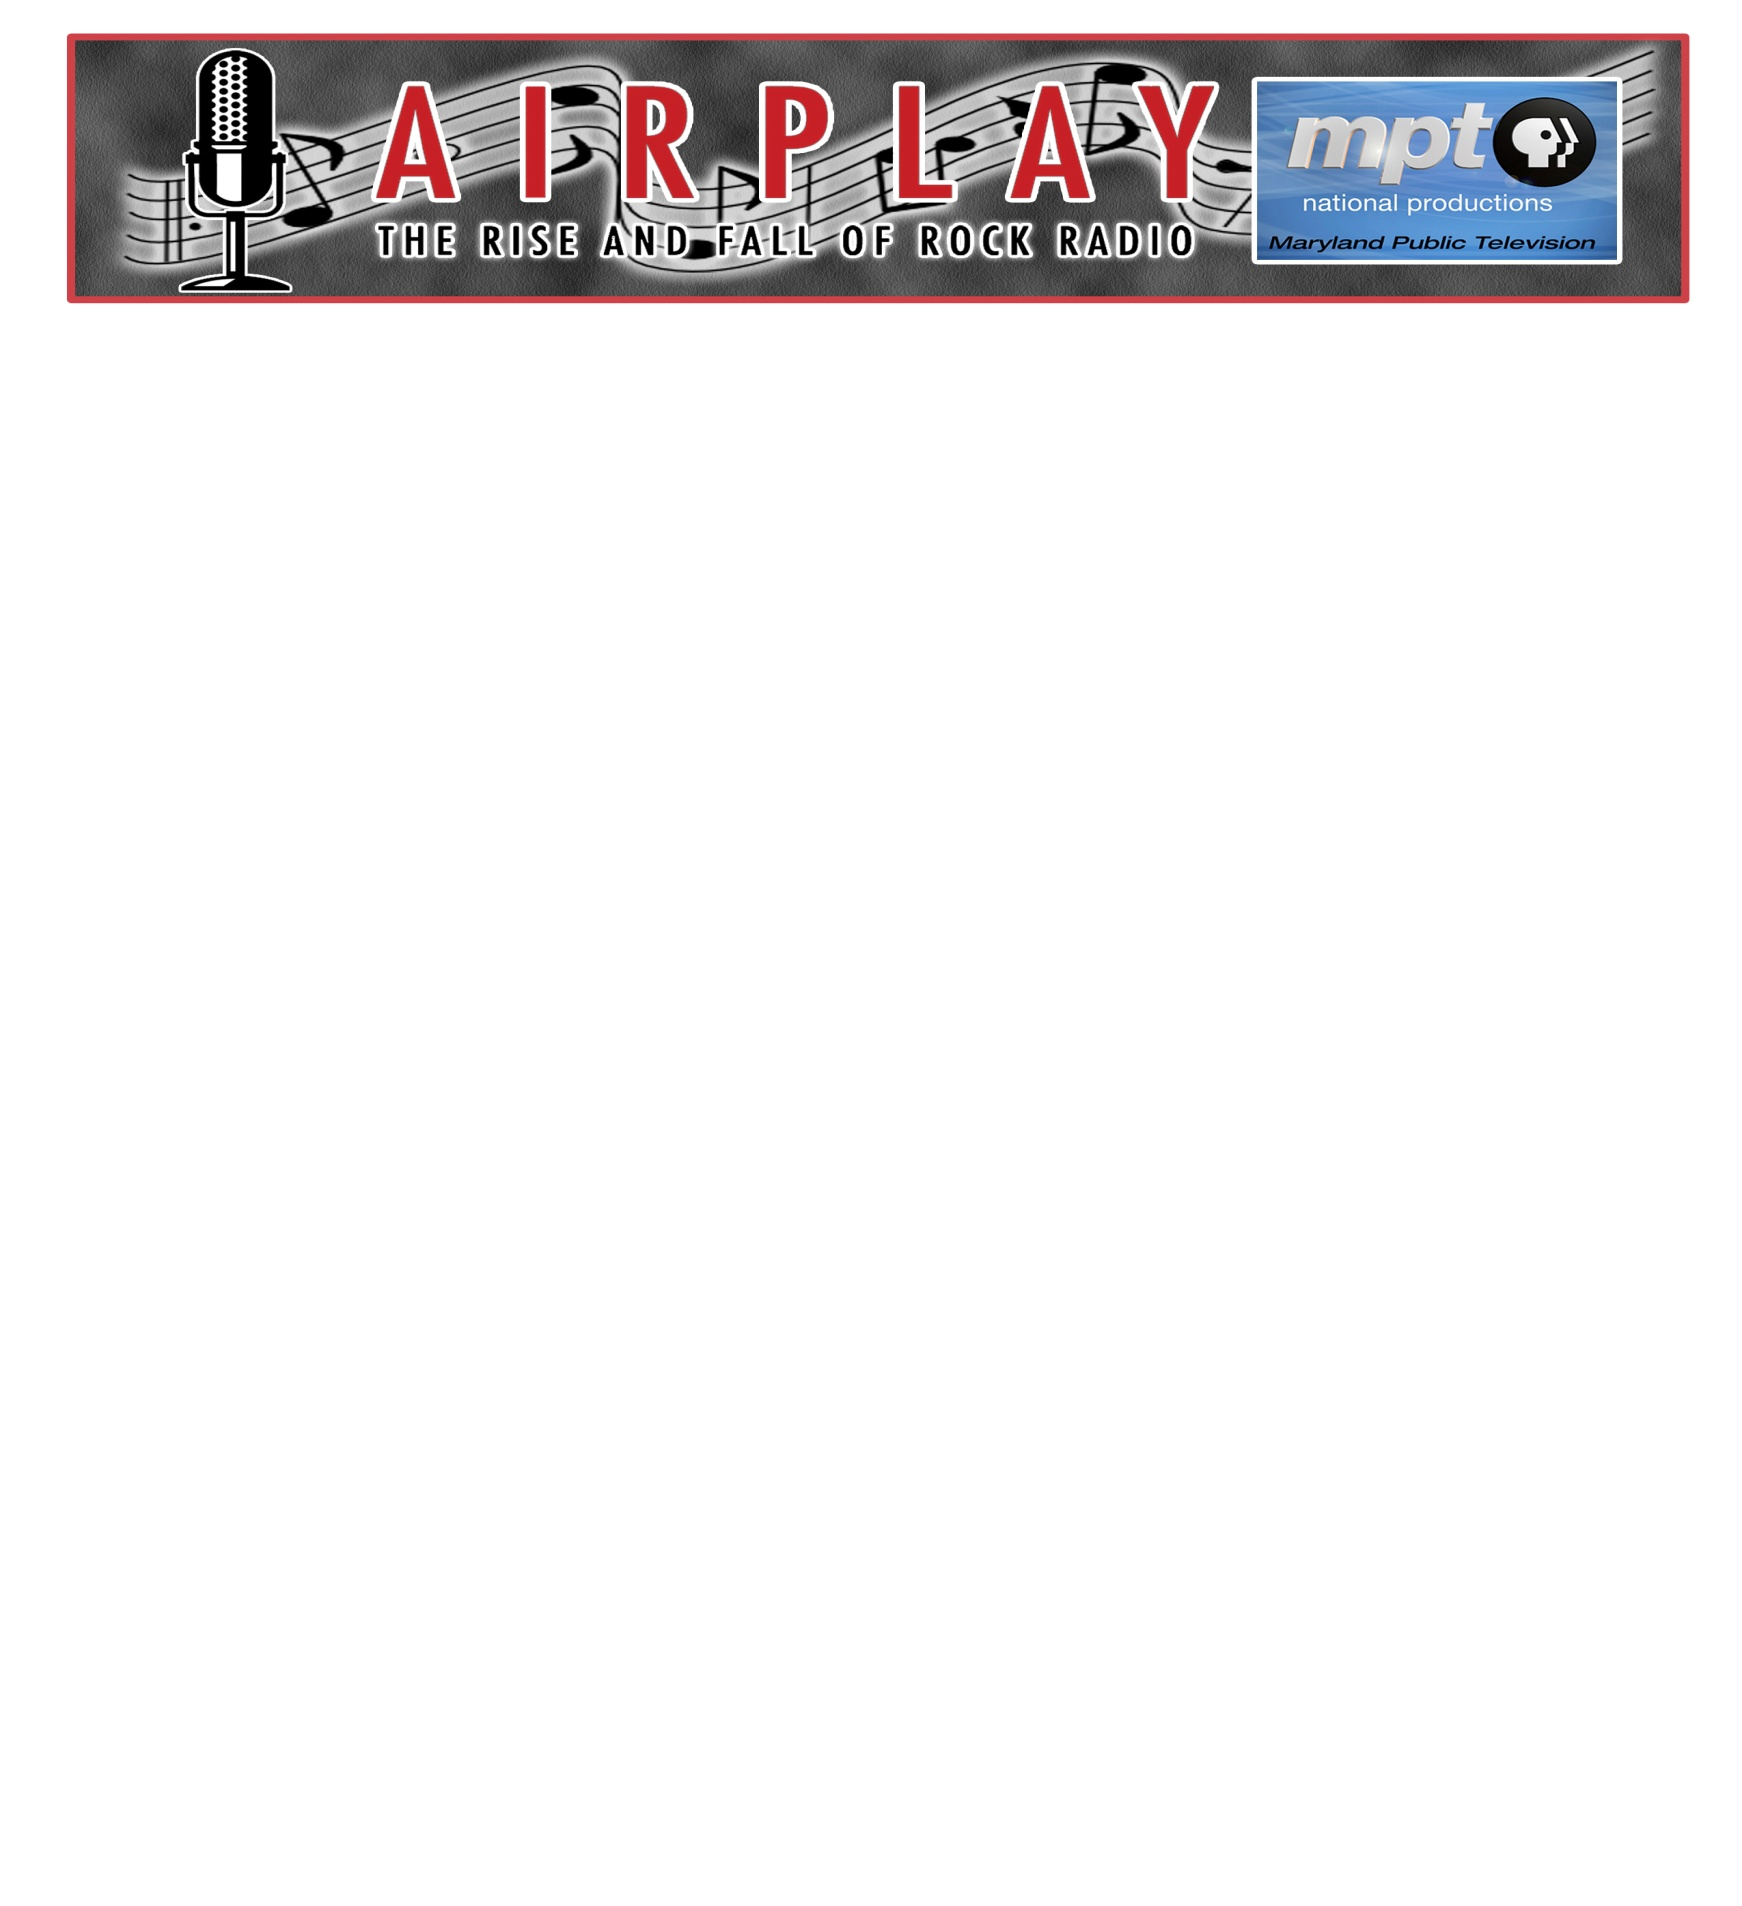 AIRPLAY
THE RISE AND FALL OF ROCK RADIO
mpt
national productions
Maryland Public Television